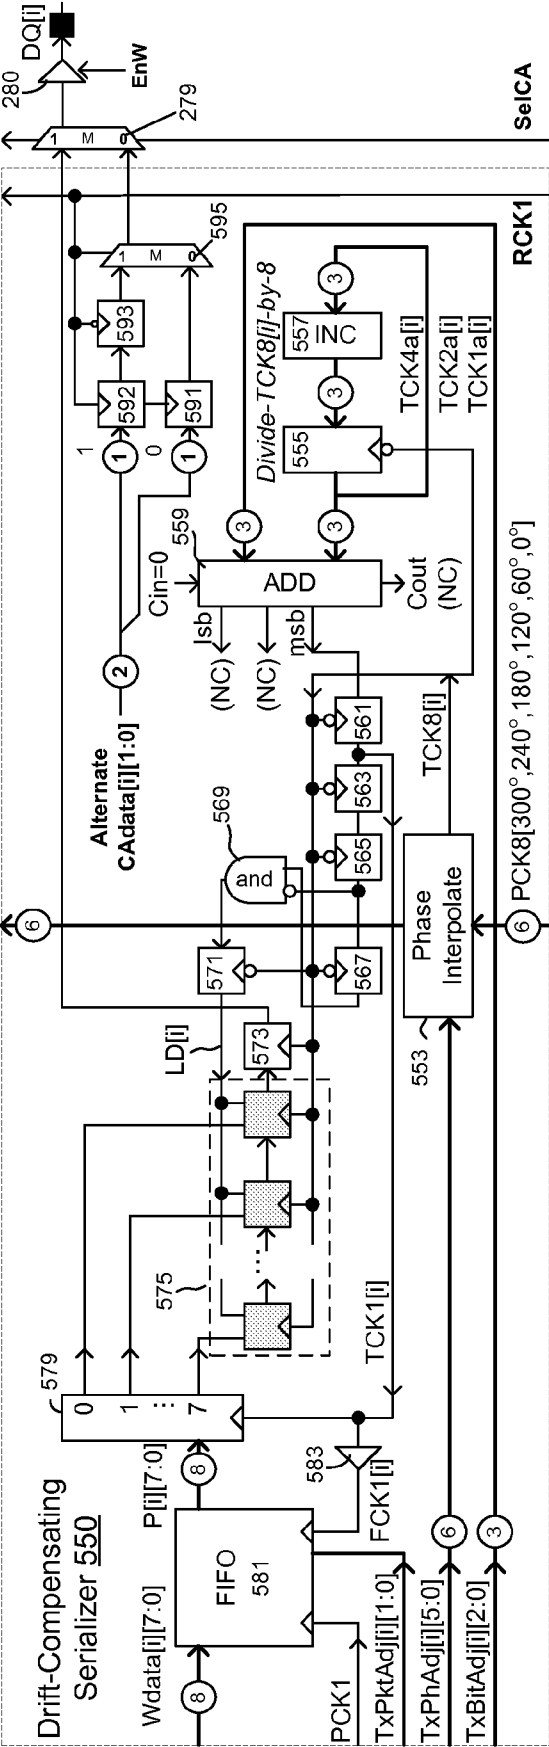 Drift-Compensating
Serializer 550
Wdata[i][7:0]
8
FIFO
581
PCK1
TxPktAdj[i][1:0]
TxPhAdj[i][5:0]
6
TxBitAdj[i][2:0]
3
P[i][7:0]
8
579
0
1
...
7
583
FCK1[i]
TCK1[i]
575
...
LD[i]
573
571
569
and
567
565
563
561
553
Phase
Interpolate
TCK8[i]
6
6
PCK8[300°,240°,180°,120°,60°,0°]
Alternate
CAdata[i][1:0]
2
1
1
0
1
592
591
593
595
1 M 0
Cin=0
559
ADD
lsb
(NC)
(NC)
msb
Cout
(NC)
3
3
Divide-TCK8[i]-by-8
555
3
557
INC
3
TCK4a[i]
TCK2a[i]
TCK1a[i]
RCK1
SelCA
1 M 0
279
280
EnW
DQ[i]